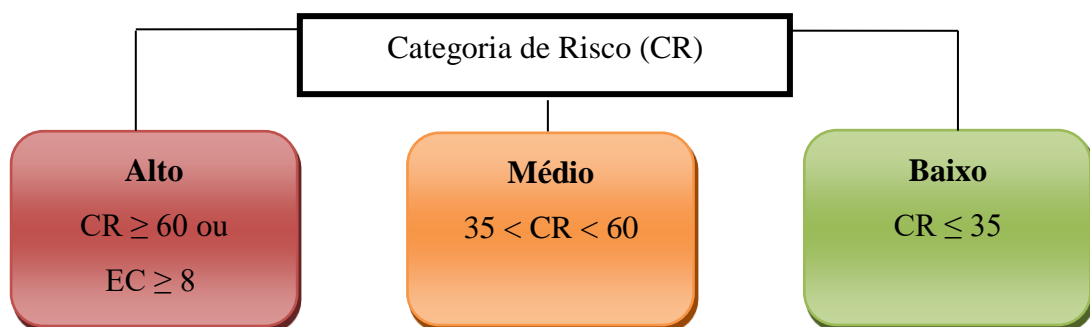 Categoria de Risco (CR)
Alto
CR ≥ 60 ou
EC ≥ 8
Médio
35 < CR < 60
Baixo
CR ≤ 35